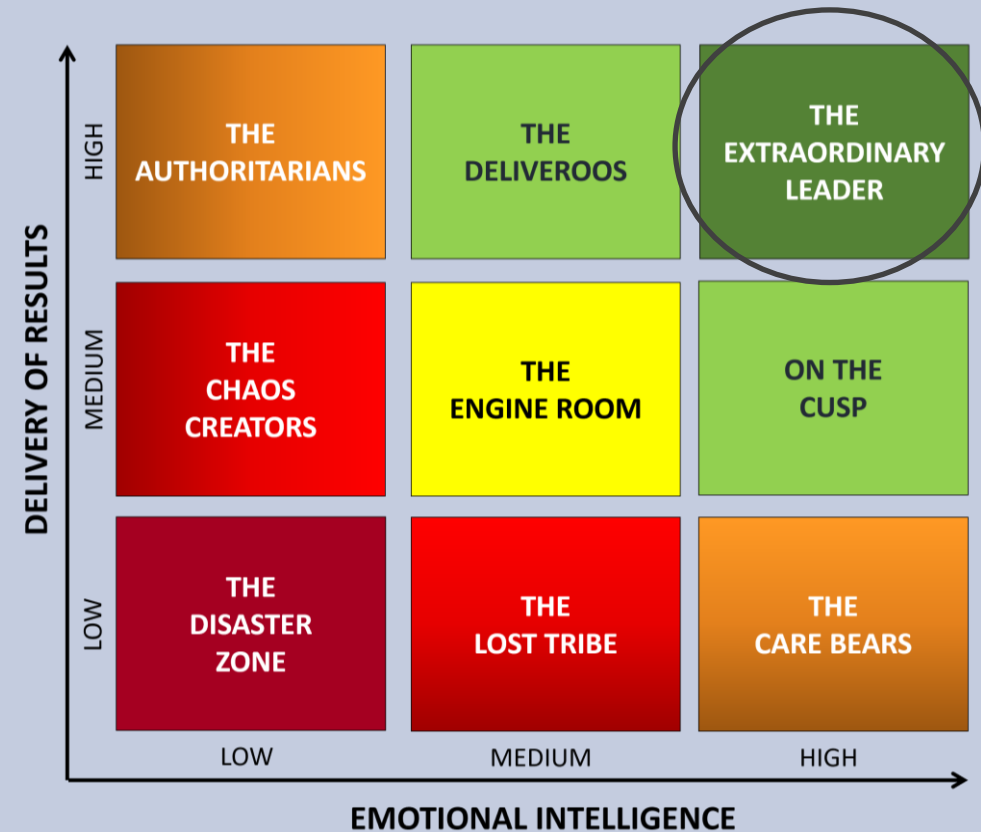 HIGH
THE
AUTHORITARIANS
THE
DELIVEROOS
THE
EXTRAORDINARY
LEADER
DELIVERY OF RESULTS
MEDIUM
THE
CHAOS
CREATORS
THE
ENGINE ROOM
ON THE
CUSP
LOW
THE
DISASTER
ZONE
THE
LOST TRIBE
THE
CARE BEARS
LOW
MEDIUM
HIGH
EMOTIONAL INTELLIGENCE